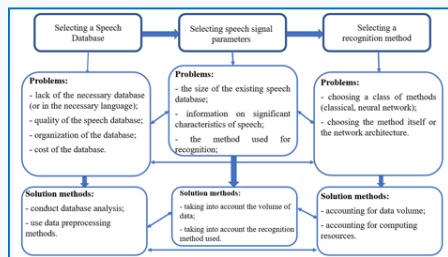 Selecting a Speech
Database
Selecting speech signal
parameters
Selecting a
recognition method
Problems:
- lack of the necessary database
(or in the necessary language);
- quality of the speech database;
- organization of the database;
- cost of the database.
Problems:
- the size of the existing speech
database;
- information on significant
characteristics of speech;
- the method used for
recognition;
Problems:
- choosing a class of methods
(classical, neural network);
- choosing the method itself or
the network architecture.
Solution methods:
- conduct database analysis;
- use data preprocessing
methods.
Solution methods:
- taking into account the volume of
data;
- taking into account the recognition
method used.
Solution methods:
- accounting for data volume;
- accounting for computing
resources.